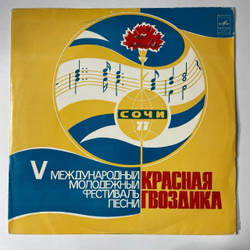 СОЧИ
77
V МЕЖДУНАРОДНЫЙ
МОЛОДЕЖНЫЙ
ФЕСТИВАЛЬ
ПЕСНИ
КРАСНАЯ
ГВОЗДИКА